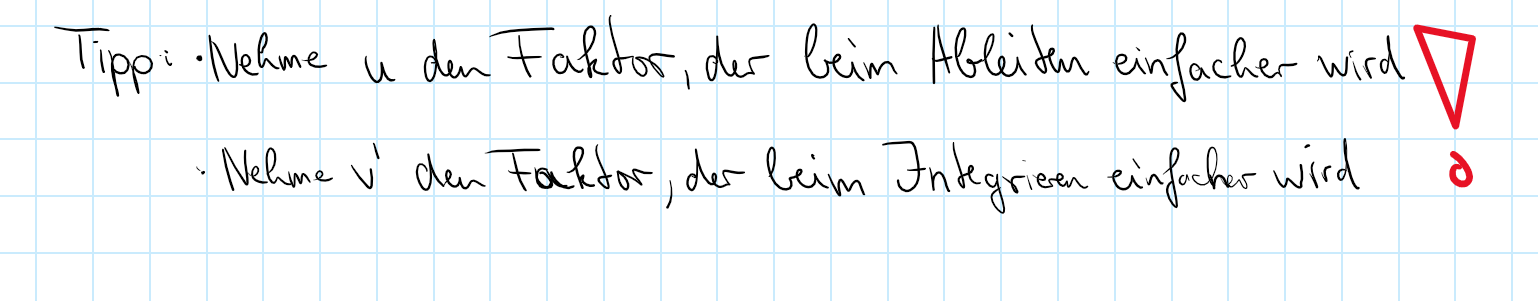 Tipp: · Nehme u den Faktor, der beim Ableiten einfacher wird!
· Nehme v' den Faktor, der beim Integrieren einfacher wird